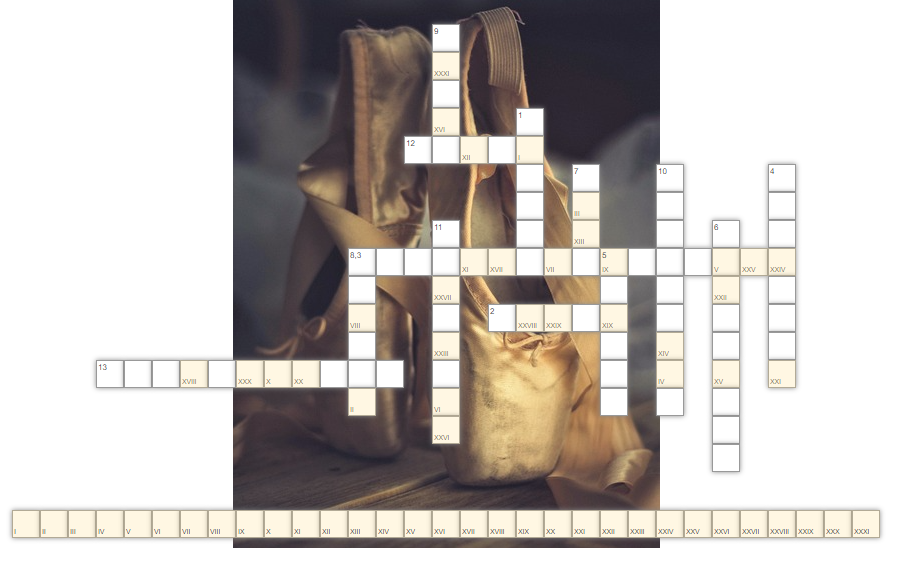 9
XXXI
XVI
1
12 XII I
7 10 4
III
11 XIII 6
8,3 XI XVII VII 5 IX V XXV XXIV
XXVII XXII
VIII 2 XXVIII XXIX XIX
XXIII XIV
13 XVIII XXX X XX IV XV XXI
II VI
XXVI
I II III IV V VI VII VIII IX X XI XII XIII XIV XV XVI XVII XVIII XIX XX XXI XXII XXIII XXIV XXV XXVI XXVII XXVIII XXIX XXX XXXI